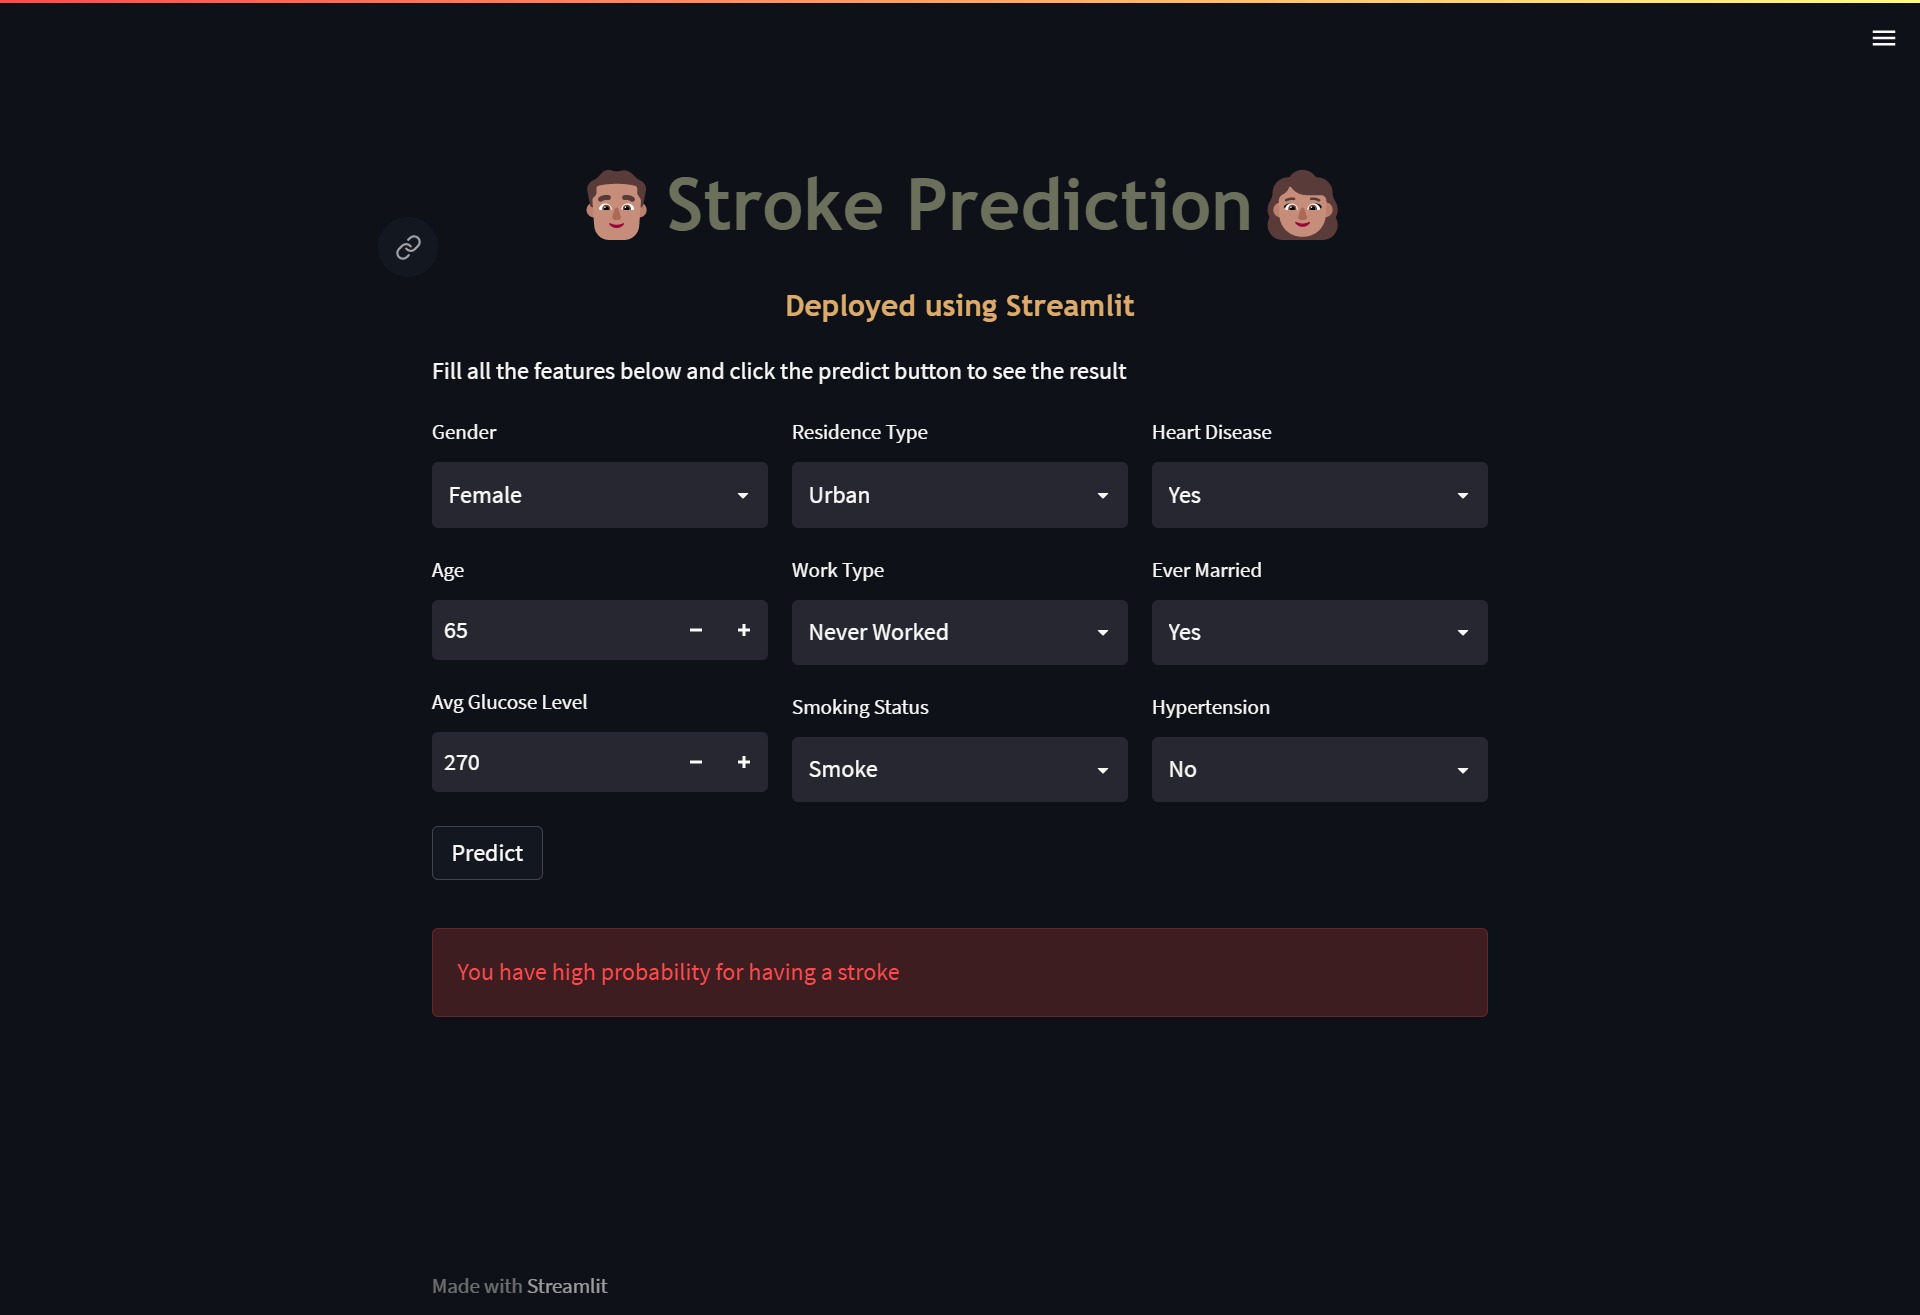 Stroke Prediction
Deployed using Streamlit
Fill all the features below and click the predict button to see the result
Gender
Residence Type
Heart Disease
Female
Urban
Yes
Age
Work Type
Ever Married
65
Never Worked
Yes
Avg Glucose Level
Smoking Status
Hypertension
270
Smoke
No
Predict
You have high probability for having a stroke
Made with Streamlit